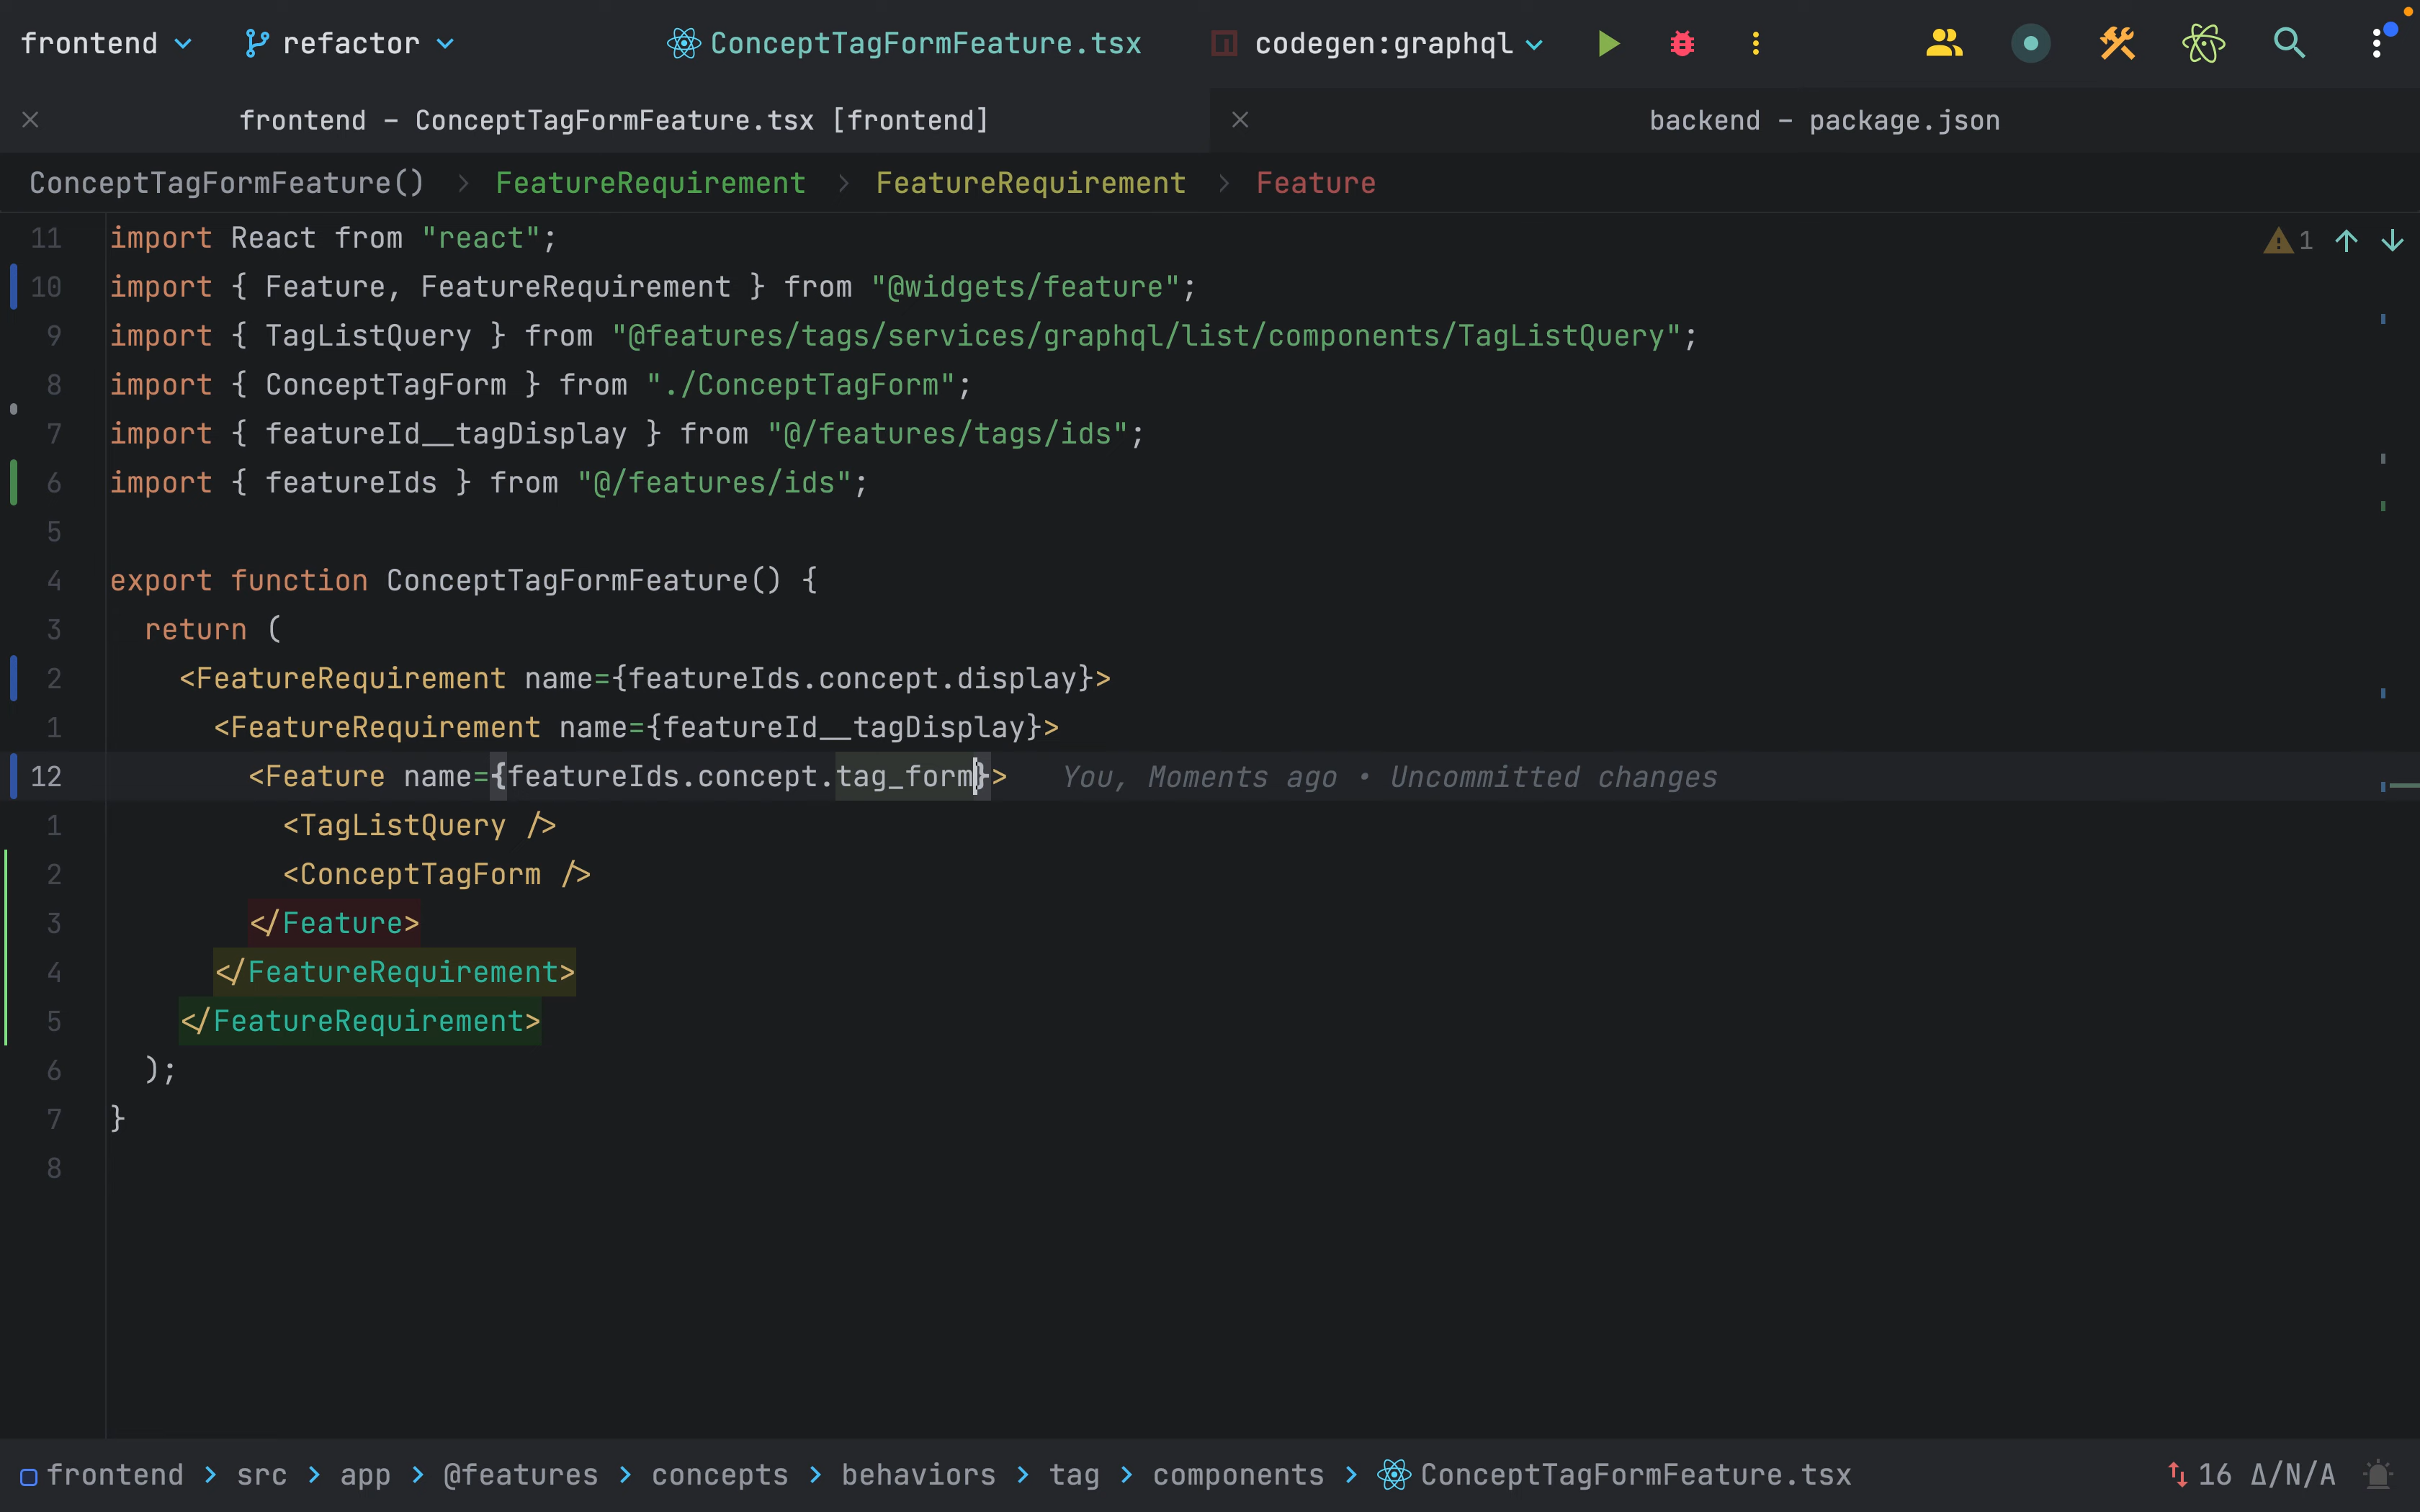 frontend refactor ConceptTagFormFeature.tsx codegen:graphql
frontend – ConceptTagFormFeature.tsx [frontend] backend – package.json
ConceptTagFormFeature() FeatureRequirement FeatureRequirement Feature
11 import React from "react"; 1
10 import { Feature, FeatureRequirement } from "@widgets/feature";
9 import { TagListQuery } from "@features/tags/services/graphql/list/components/TagListQuery";
8 import { ConceptTagForm } from "./ConceptTagForm";
7 import { featureId__tagDisplay } from "@/features/tags/ids";
6 import { featureIds } from "@/features/ids";
5
4 export function ConceptTagFormFeature() {
3 return (
2 <FeatureRequirement name={featureIds.concept.display}>
1 <FeatureRequirement name={featureId__tagDisplay}>
12 <Feature name={featureIds.concept.tag_form}> You, Moments ago • Uncommitted changes
1 <TagListQuery />
2 <ConceptTagForm />
3 </Feature>
4 </FeatureRequirement>
5 </FeatureRequirement>
6 );
7 }
8
frontend src app @features concepts behaviors tag components ConceptTagFormFeature.tsx 16 Δ/N/A